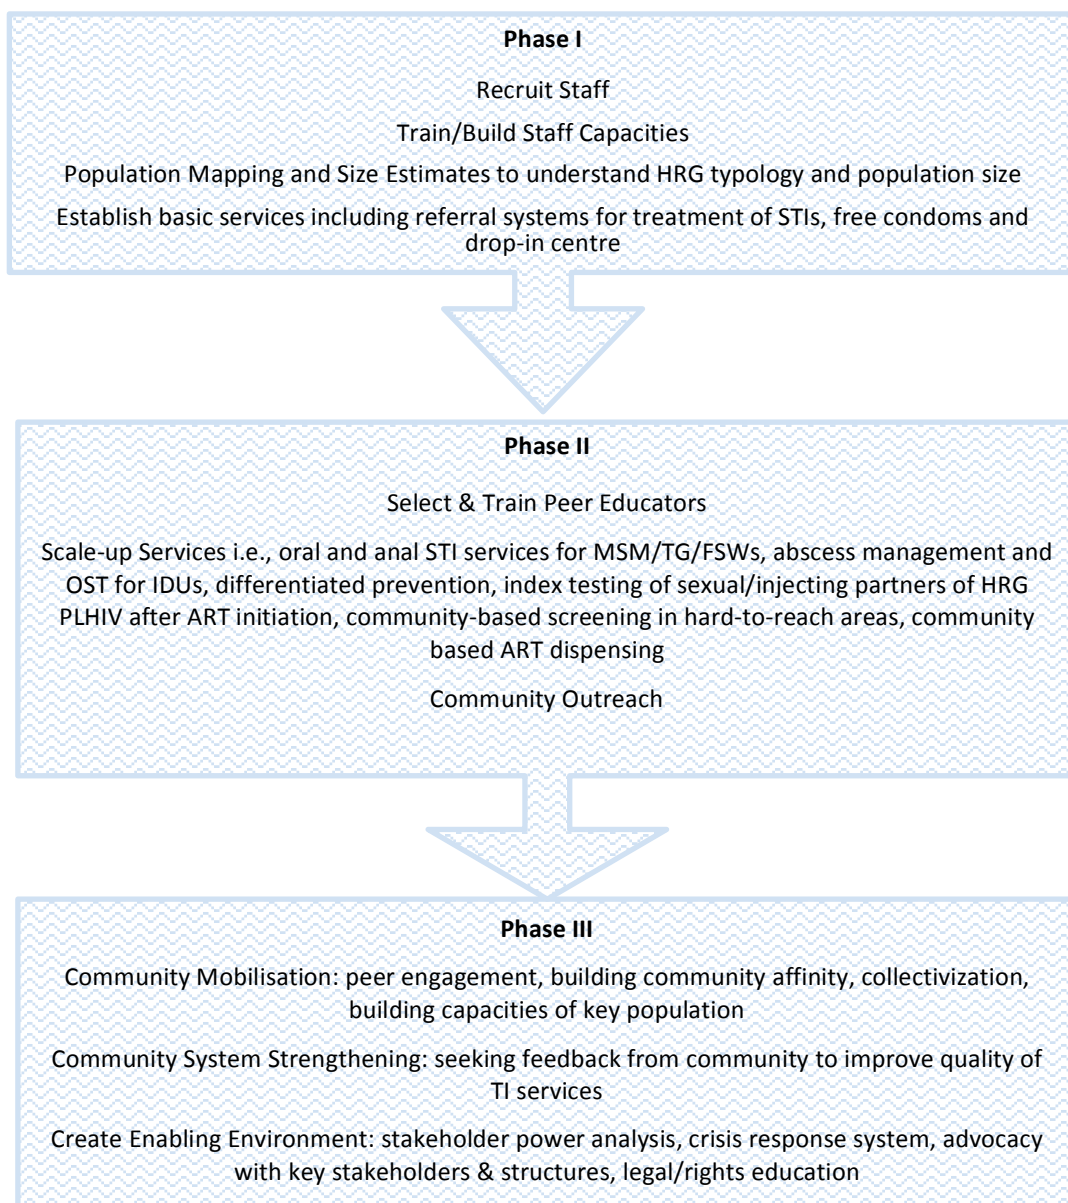 Phase I
Recruit Staff
Train/Build Staff Capacities
Population Mapping and Size Estimates to understand HRG typology and population size
Establish basic services including referral systems for treatment of STIs, free condoms and
drop-in centre
Phase II
Select & Train Peer Educators
Scale-up Services i.e., oral and anal STI services for MSM/TG/FSWs, abscess management and
OST for IDUs, differentiated prevention, index testing of sexual/injecting partners of HRG
PLHIV after ART initiation, community-based screening in hard-to-reach areas, community
based ART dispensing
Community Outreach
Phase III
Community Mobilisation: peer engagement, building community affinity, collectivization,
building capacities of key population
Community System Strengthening: seeking feedback from community to improve quality of
TI services
Create Enabling Environment: stakeholder power analysis, crisis response system, advocacy
with key stakeholders & structures, legal/rights education